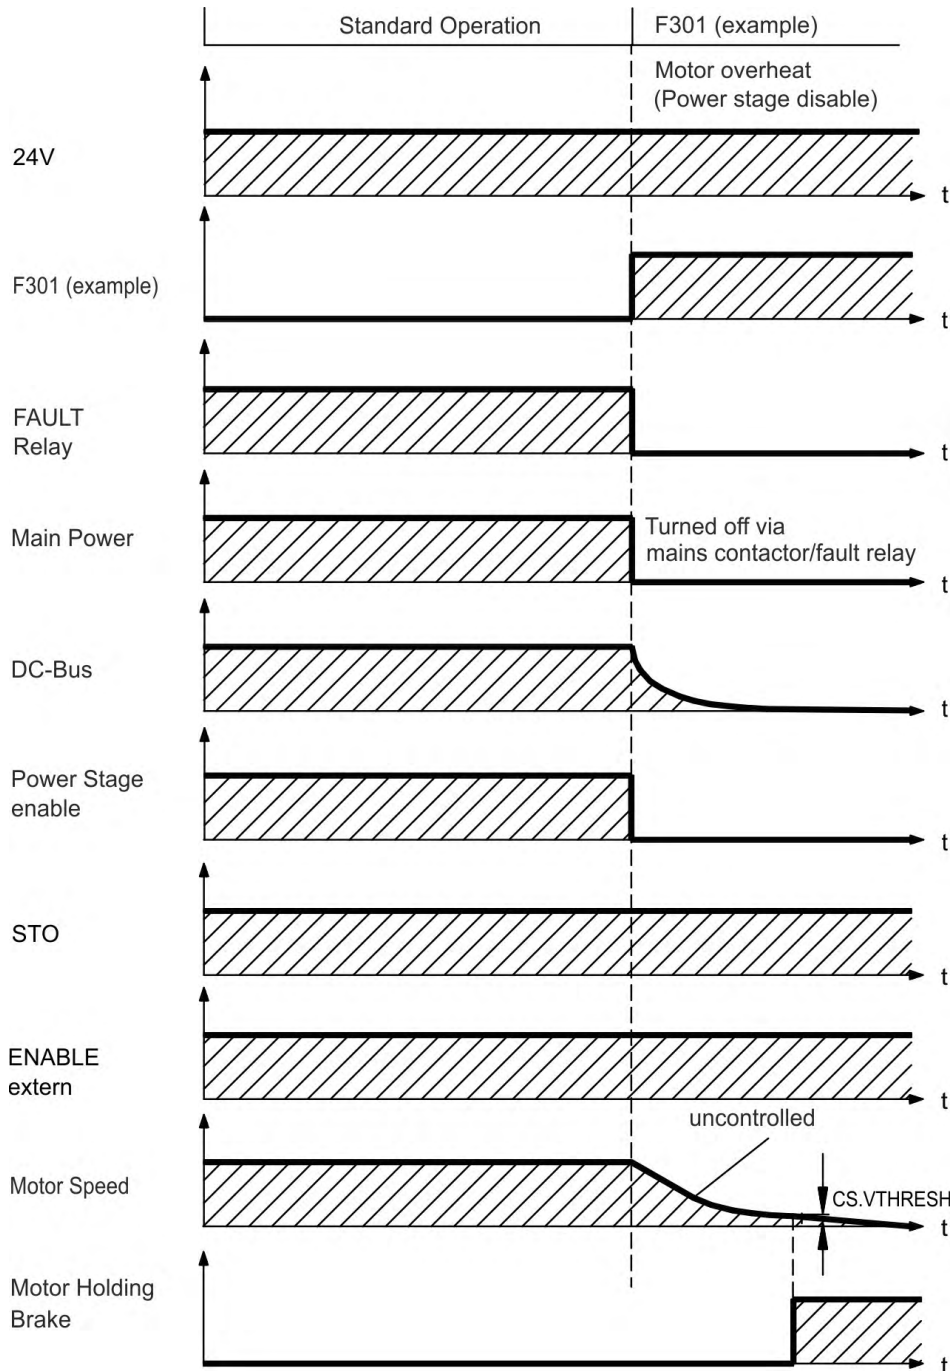 Standard Operation
F301 (example)
Motor overheat
(Power stage disable)
24V
t
F301 (example)
t
FAULT
Relay
t
Main Power
Turned off via
mains contactor/fault relay
t
DC-Bus
t
Power Stage
enable
t
STO
t
ENABLE
extern
t
uncontrolled
Motor Speed
CS.VTHRESH
t
Motor Holding
Brake
t